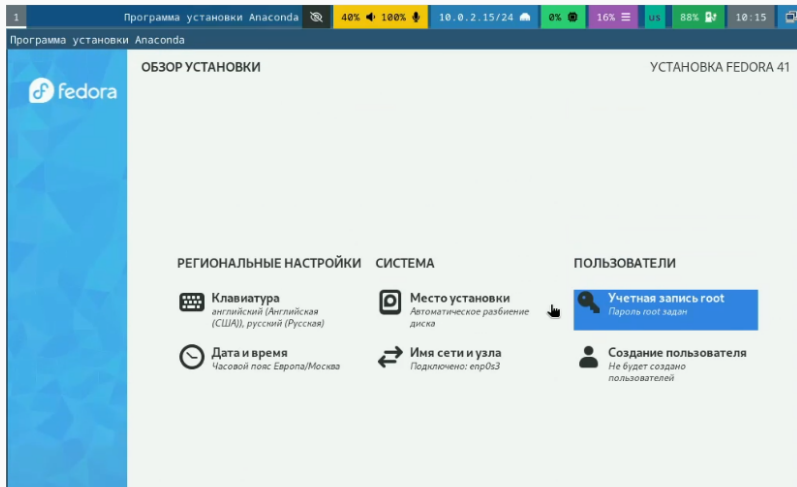 1 Программа установки Anaconda 40% 100% 10.0.2.15/24 0% 16% us 88% 10:15
Программа установки Anaconda
fedora
ОБЗОР УСТАНОВКИ
УСТАНОВКА FEDORA 41
РЕГИОНАЛЬНЫЕ НАСТРОЙКИ
Клавиатура
английский (Английская
(США)), русский (Русская)
Дата и время
Часовой пояс Европа/Москва
СИСТЕМА
Место установки
Автоматическое разбиение
диска
Имя сети и узла
Подключено: enp0s3
ПОЛЬЗОВАТЕЛИ
Учетная запись root
Пароль root задан
Создание пользователя
Не будет создано
пользователей